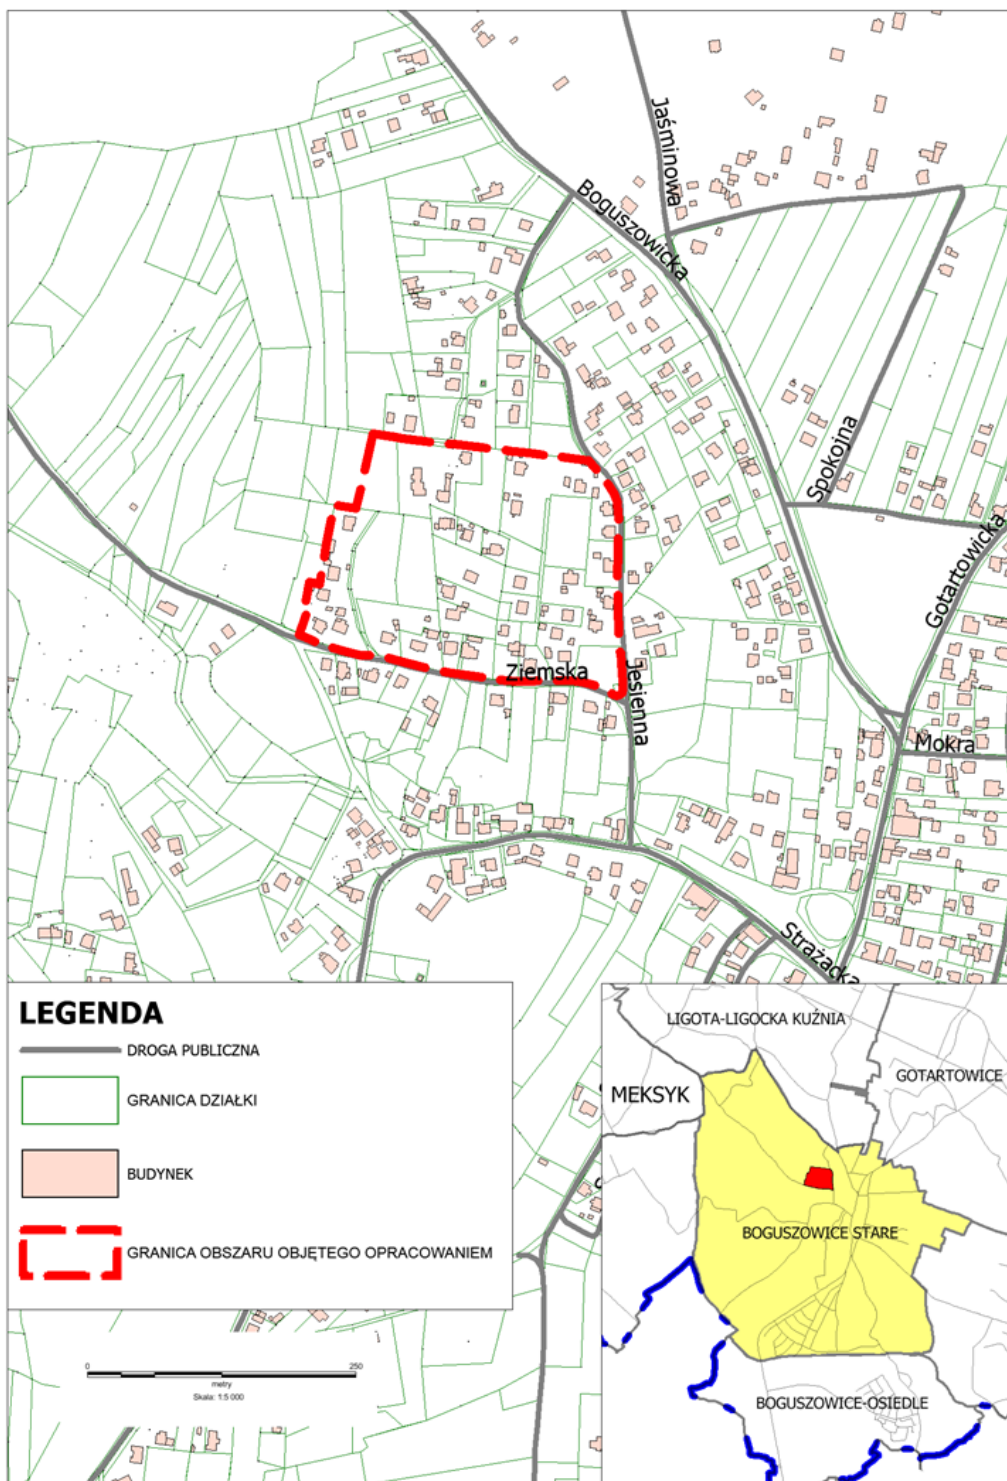 Jaśminowa
Boguszowicka
Spokojna
Gotartowicka
Ziemska
Jesienna
Mokra
Strażacka
LEGENDA
DROGA PUBLICZNA
GRANICA DZIAŁKI
BUDYNEK
GRANICA OBSZARU OBJĘTEGO OPRACOWANIEM
0 250
metry
Skala: 1:5 000
LIGOTA-LIGOCKA KUŹNIA
GOTARTOWICE
MEKSYK
BOGUSZOWICE STARE
BOGUSZOWICE-OSIEDLE